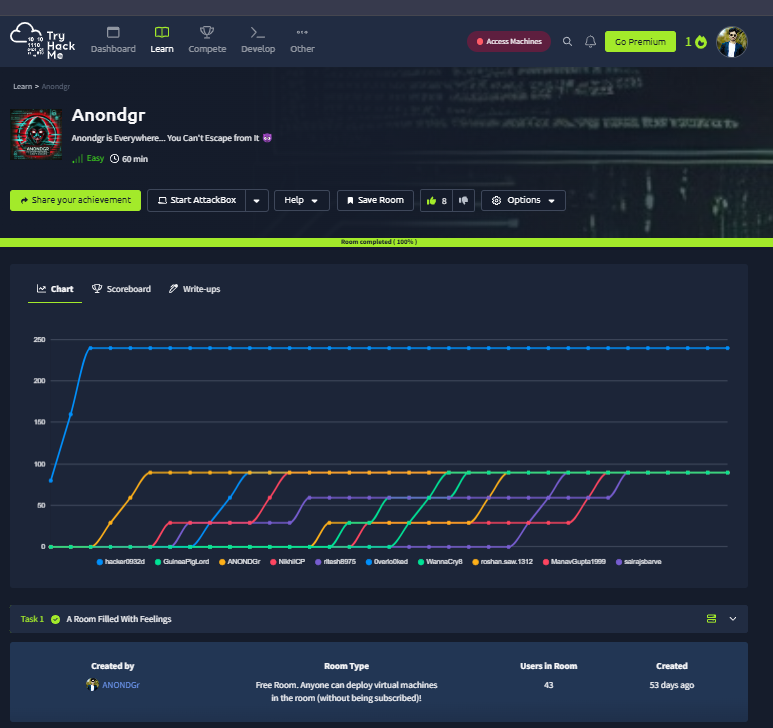 Try
Hack
Me
Dashboard
Learn
Compete
Develop
Other
Access Machines
Go Premium
1
Learn > Anondgr
Anondgr
Anondgr is Everywhere... You Can't Escape from It 😈
Easy 60 min
Share your achievement
Start AttackBox
Help
Save Room
8
Options
Room completed ( 100% )
Chart
Scoreboard
Write-ups
250
200
150
100
50
0
hacker0932d GuineaPigLord ANONDGr NikhilCP ritesh8975 0verlo0ked WannaCry8 roshan.saw.1312 ManavGupta1999 sairajsbarve
Task 1 A Room Filled With Feelings
Created by
ANONDGr
Room Type
Free Room. Anyone can deploy virtual machines
in the room (without being subscribed)!
Users in Room
43
Created
53 days ago